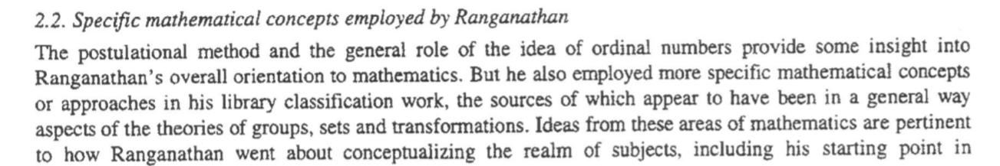 2.2. Specific mathematical concepts employed by Ranganathan
The postulational method and the general role of the idea of ordinal numbers provide some insight into
Ranganathan's overall orientation to mathematics. But he also employed more specific mathematical concepts
or approaches in his library classification work, the sources of which appear to have been in a general way
aspects of the theories of groups, sets and transformations. Ideas from these areas of mathematics are pertinent
to how Ranganathan went about conceptualizing the realm of subjects, including his starting point in